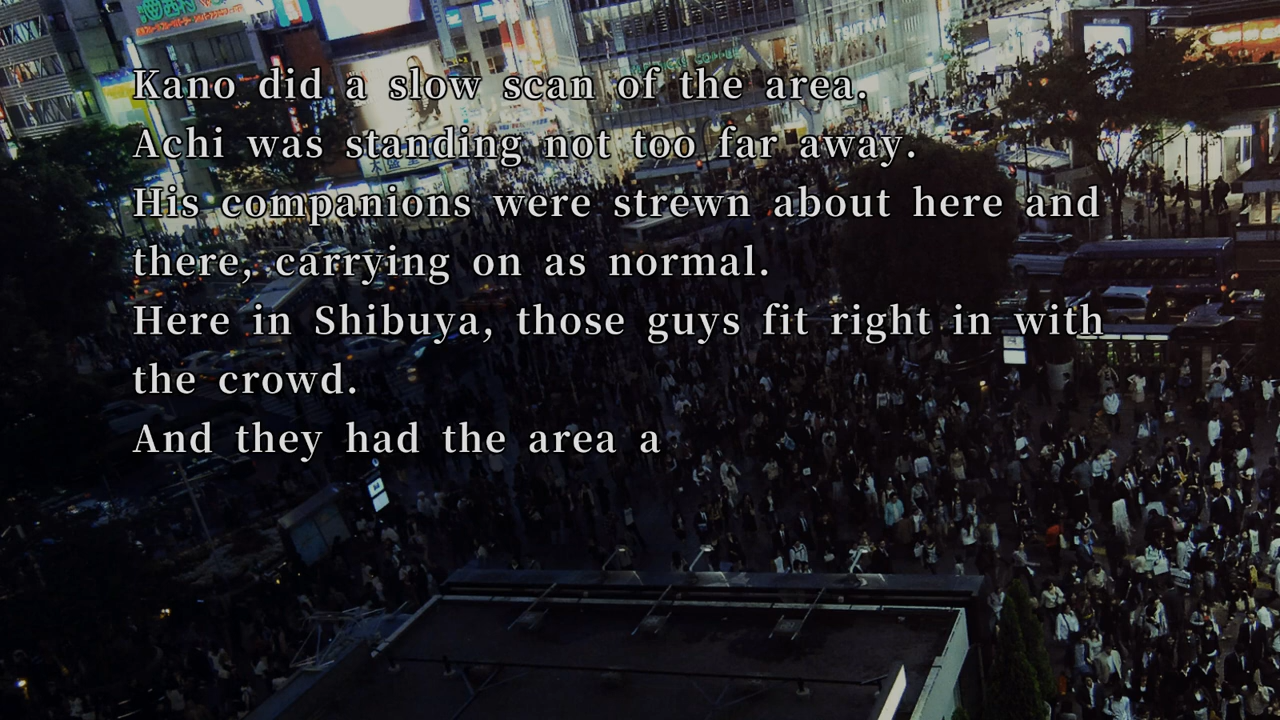 Kano did a slow scan of the area.
Achi was standing not too far away.
His companions were strewn about here and
there, carrying on as normal.
Here in Shibuya, those guys fit right in with
the crowd.
And they had the area a